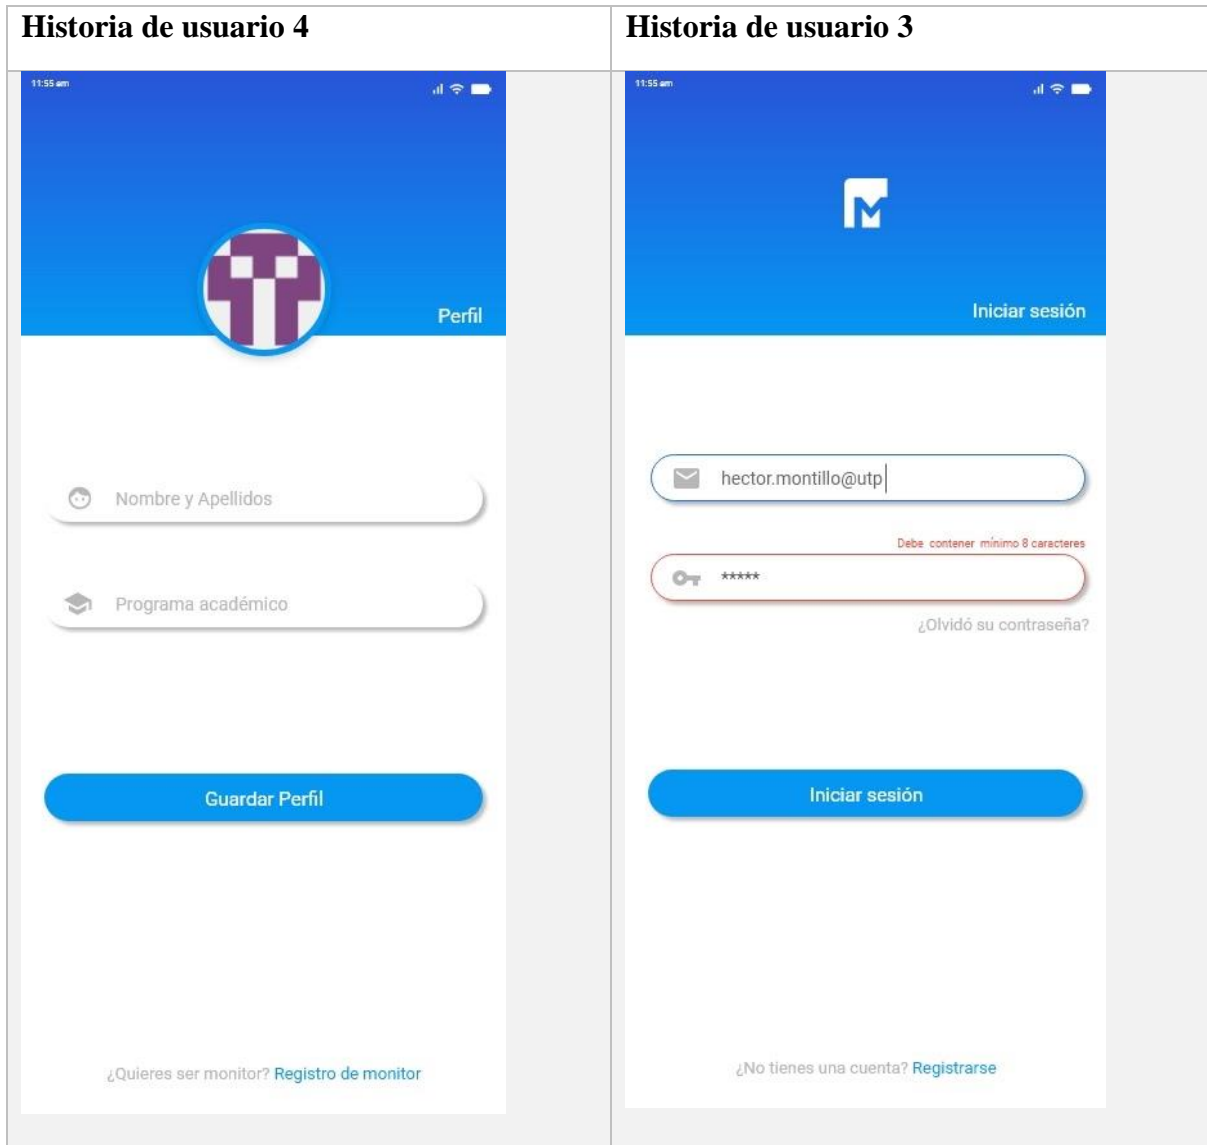 Historia de usuario 4
11:55 am
Perfil
Nombre y Apellidos
Programa académico
Guardar Perfil
¿Quieres ser monitor? Registro de monitor
Historia de usuario 3
11:55 am
Iniciar sesión
hector.montillo@utp
Debe contener mínimo 8 caracteres
*****
¿Olvidó su contraseña?
Iniciar sesión
¿No tienes una cuenta? Registrarse